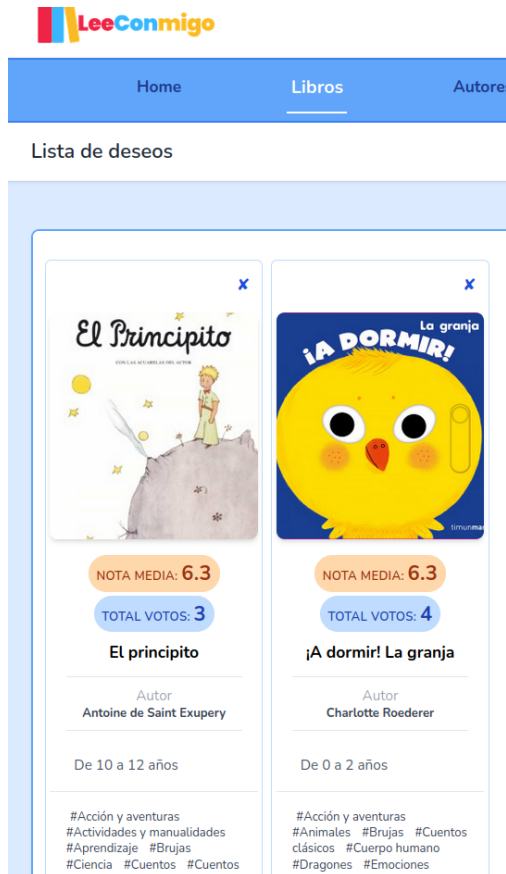 LeeConmigo
Home Libros Autores
Lista de deseos
✘ ✘
El Principito
CON LAS ACUARELAS DEL AUTOR
La granja
¡A DORMIR!
timunmas
NOTA MEDIA: 6.3
TOTAL VOTOS: 3
El principito
Autor
Antoine de Saint Exupery
De 10 a 12 años
#Acción y aventuras
#Actividades y manualidades
#Aprendizaje #Brujas
#Ciencia #Cuentos #Cuentos
NOTA MEDIA: 6.3
TOTAL VOTOS: 4
¡A dormir! La granja
Autor
Charlotte Roederer
De 0 a 2 años
#Acción y aventuras
#Animales #Brujas #Cuentos
clásicos #Cuerpo humano
#Dragones #Emociones